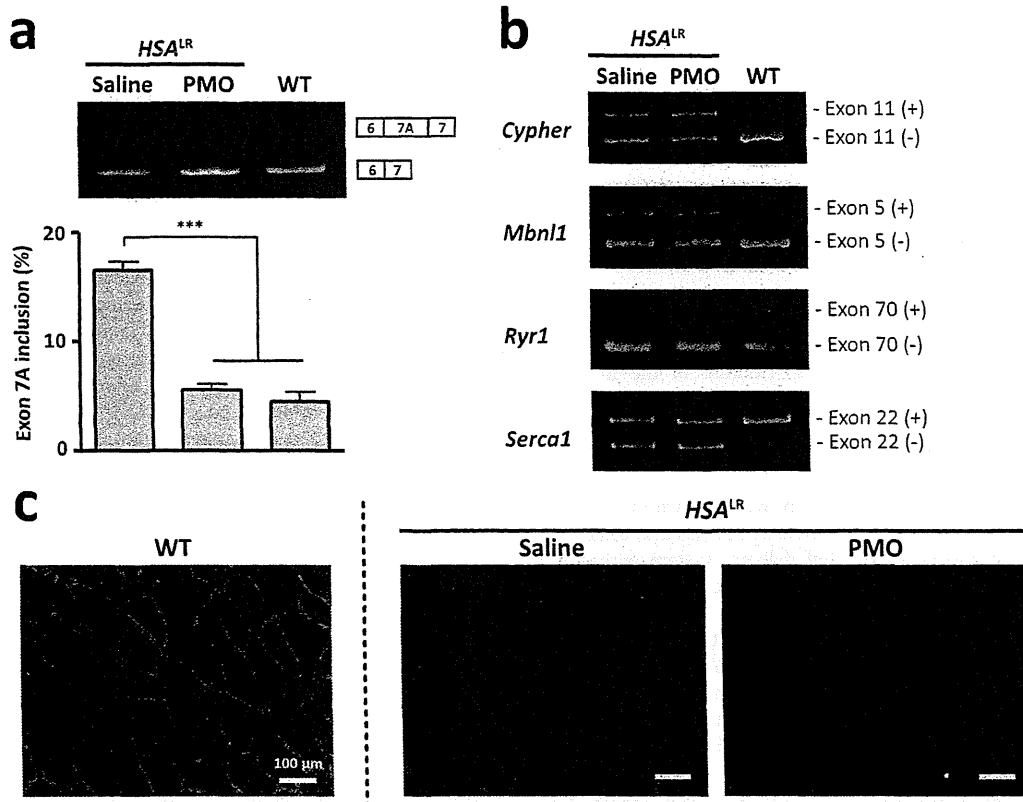 a
HSA^LR
Saline PMO WT
6 7A 7
6 7
***
20
10
0
Exon 7A inclusion (%)
b
HSA^LR
Saline PMO WT
Cypher
- Exon 11 (+)
- Exon 11 (-)
Mbnl1
- Exon 5 (+)
- Exon 5 (-)
Ryr1
- Exon 70 (+)
- Exon 70 (-)
Serca1
- Exon 22 (+)
- Exon 22 (-)
c
WT
HSA^LR
Saline PMO
100 µm